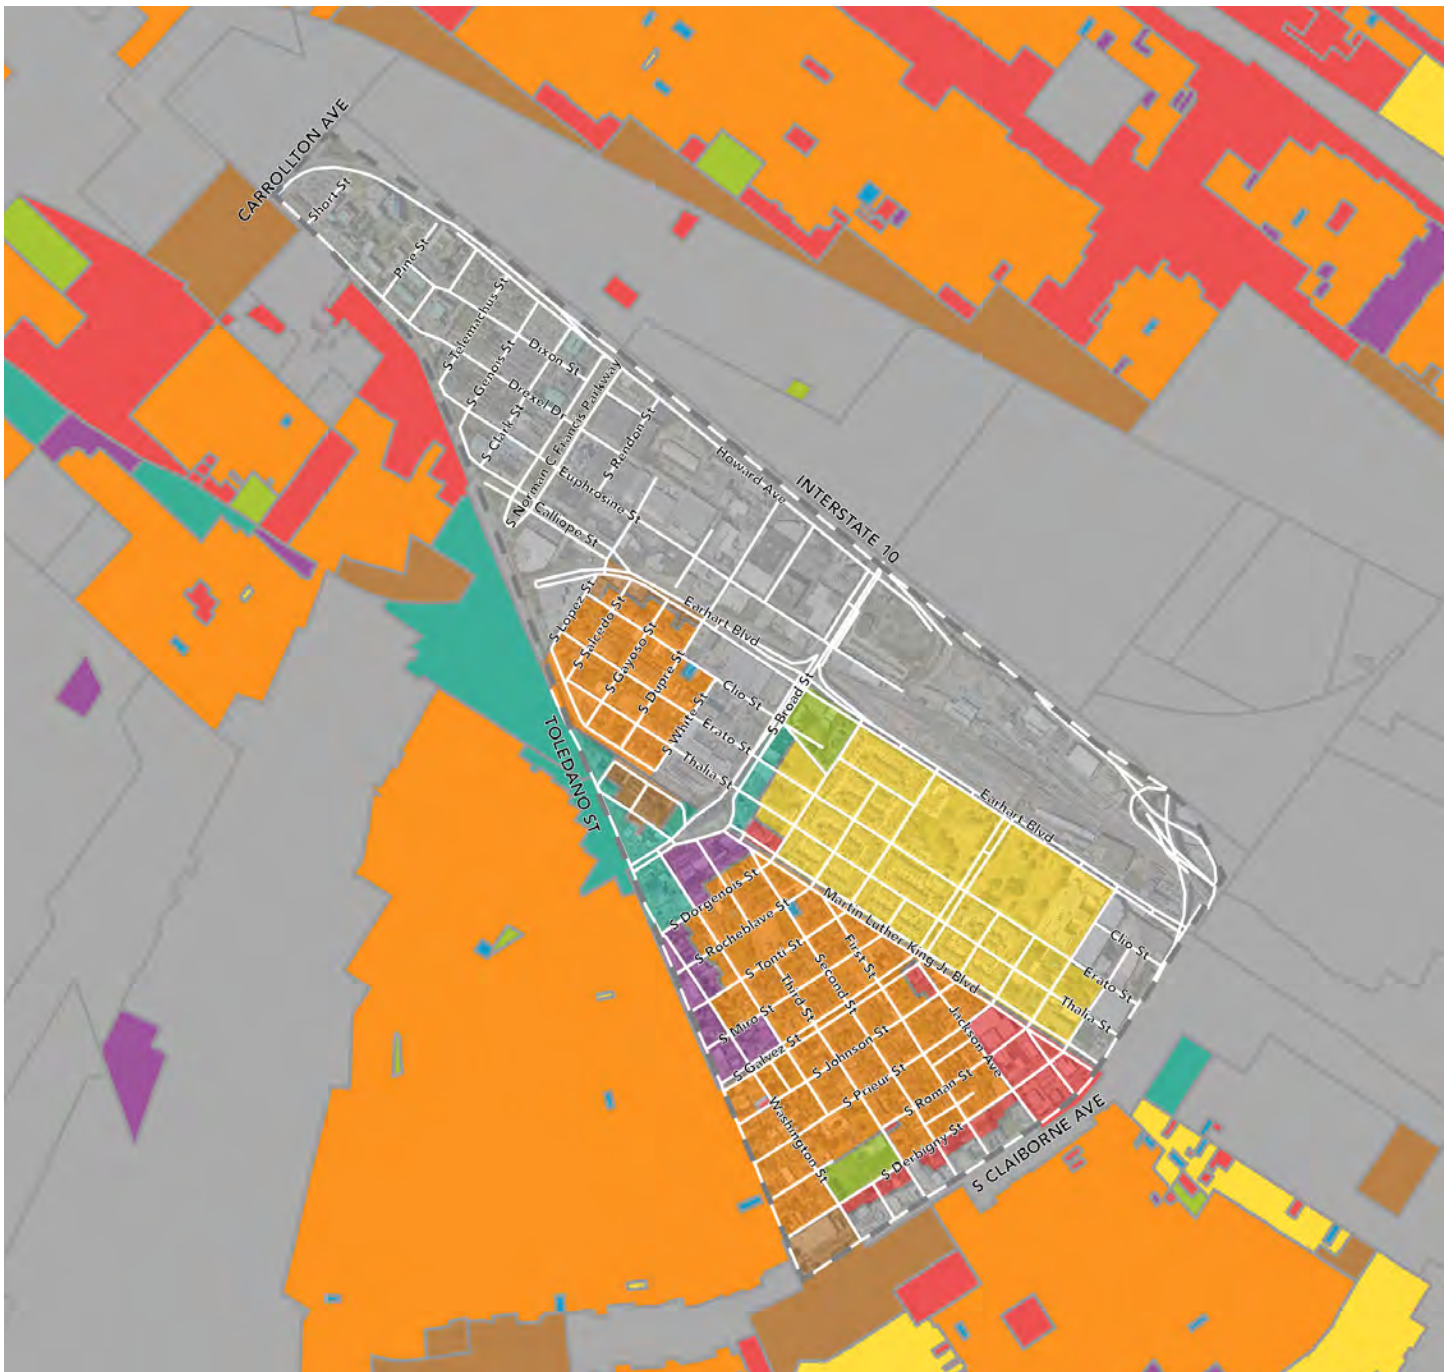 CARROLLTON AVE
Short St
Pine St
S Telemachus St
S Genois St
Dixon St
Drexel Dr
S Clark St
S Norman C Francis Parkway
S Rendon St
Howard Ave
INTERSTATE 10
Euphrosine St
Calliope St
S Lopez St
S Salcedo St
S Gayoso St
S Dupre St
S White St
Earhart Blvd
Clio St
Erato St
Thalia St
S Broad St
TOLEDANO ST
Earhart Blvd
S Dorgenois St
S Rocheblave St
S Tonti St
First St
Second St
Third St
Martin Luther King Jr. Blvd
Clio St
Erato St
Thalia St
S Miro St
S Galvez St
S Johnson St
Jackson Ave
S Prieur St
S Roman St
Washington St
S Derbigny St
S CLAIBORNE AVE